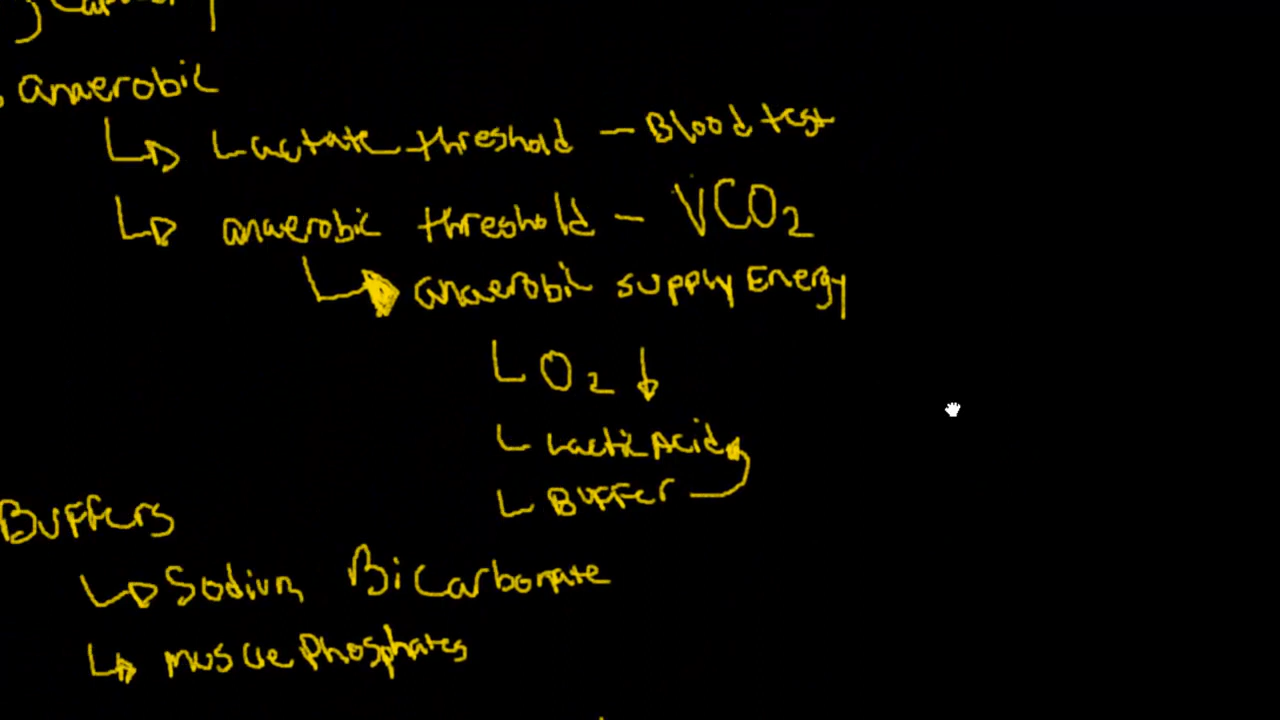 anaerobic
Lactate threshold - Blood test
anaerobic threshold - VCO2
anaerobic supply Energy
O2 ↓
Lactic Acid
Buffer
Buffers
Sodium Bicarbonate
muscle Phosphates